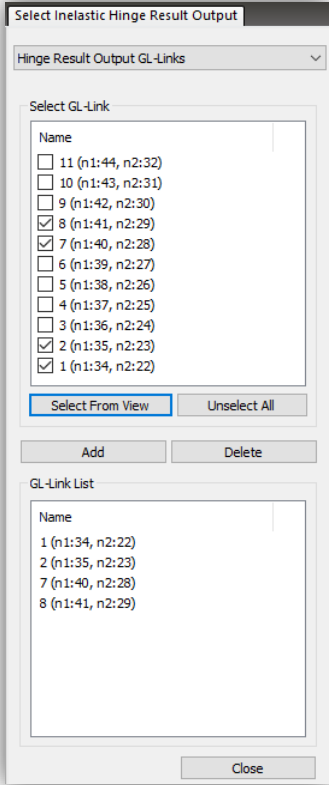 Select Inelastic Hinge Result Output
Hinge Result Output GL-Links
Select GL-Link
Name
11 (n1:44, n2:32)
10 (n1:43, n2:31)
9 (n1:42, n2:30)
8 (n1:41, n2:29)
7 (n1:40, n2:28)
6 (n1:39, n2:27)
5 (n1:38, n2:26)
4 (n1:37, n2:25)
3 (n1:36, n2:24)
2 (n1:35, n2:23)
1 (n1:34, n2:22)
Select From View Unselect All
Add Delete
GL-Link List
Name
1 (n1:34, n2:22)
2 (n1:35, n2:23)
7 (n1:40, n2:28)
8 (n1:41, n2:29)
Close